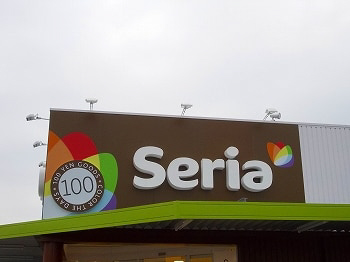 Seria
100 YEN GOODS • COLOR THE DAYS •
100